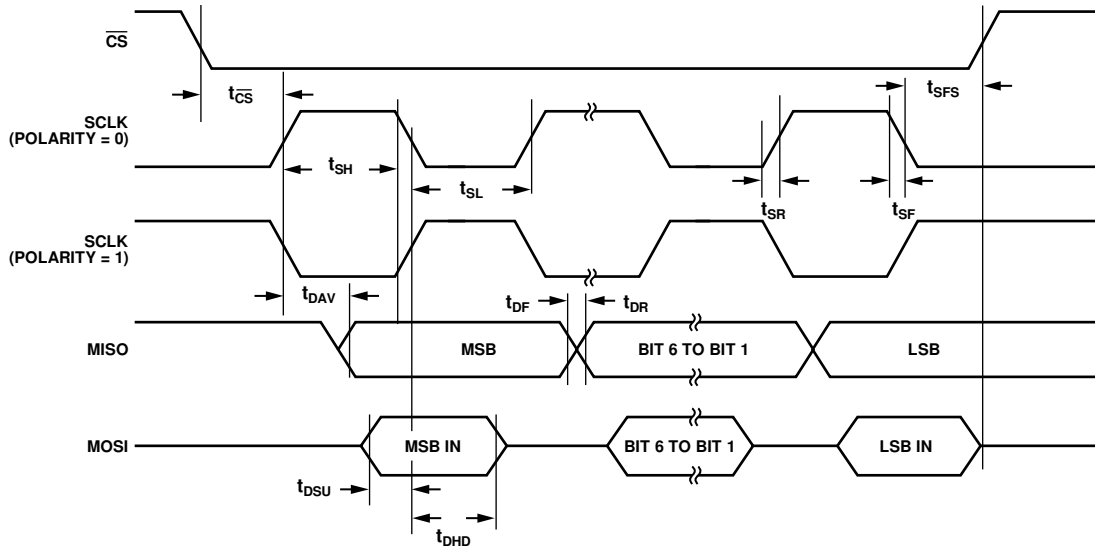 CS
tCS
tSFS
SCLK
(POLARITY = 0)
tSH
tSL
tSR
tSF
SCLK
(POLARITY = 1)
tDAV
tDF
tDR
MISO
MSB
BIT 6 TO BIT 1
LSB
MOSI
MSB IN
BIT 6 TO BIT 1
LSB IN
tDSU
tDHD